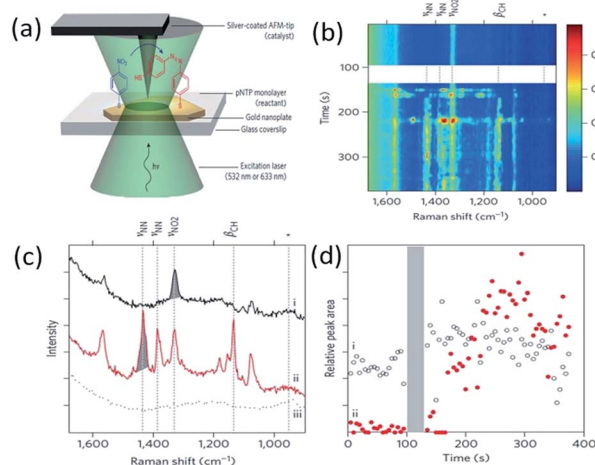 (a)
Silver-coated AFM-tip
(catalyst)
NO₂
HS
N
N
pNTP monolayer
(reactant)
Gold nanoplate
Glass coverslip
hν
Excitation laser
(532 nm or 633 nm)
(b)
νNN
νNN
νNO2
βCH
*
Time (s)
100
200
300
1,600
1,400
1,200
1,000
Raman shift (cm⁻¹)
(c)
νNN
νNN
νNO2
βCH
*
Intensity
i
ii
iii
1,600
1,400
1,200
1,000
Raman shift (cm⁻¹)
(d)
Relative peak area
i
ii
0
100
200
300
400
Time (s)